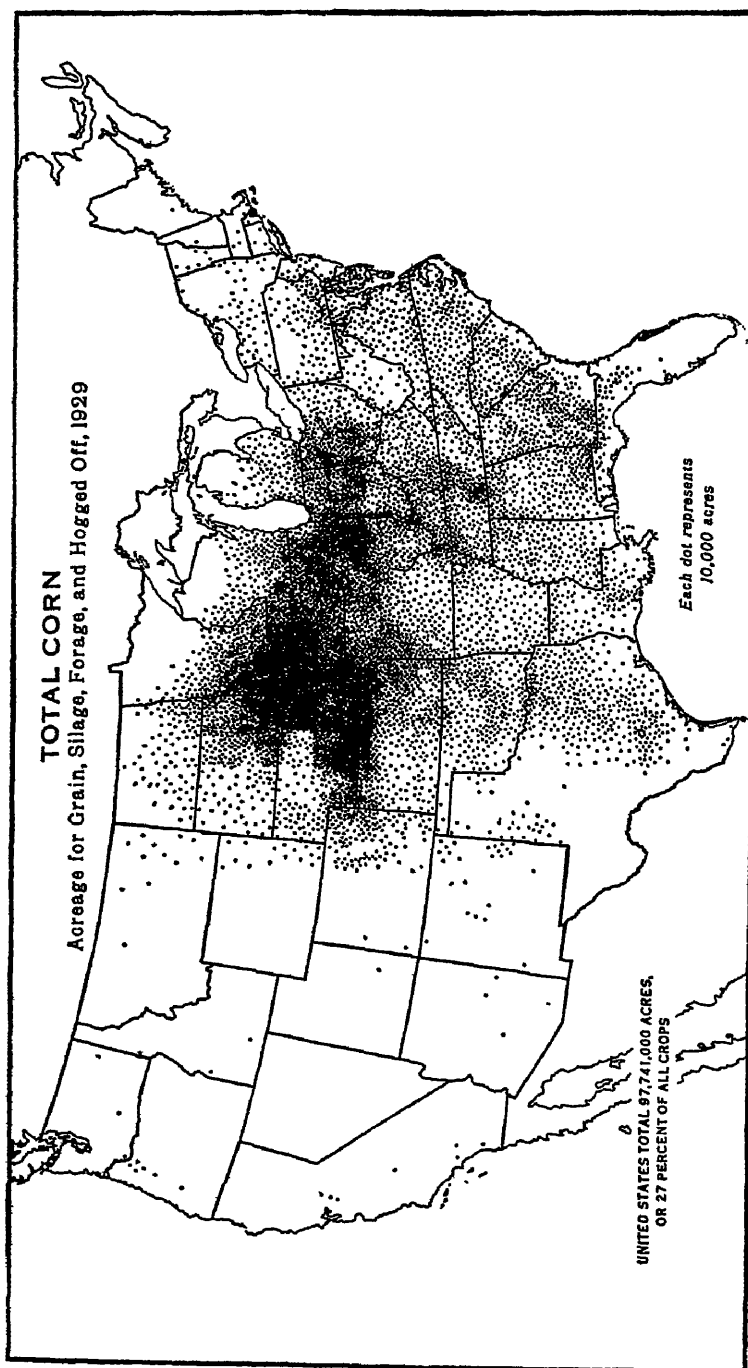 TOTAL CORN
Acreage for Grain, Silage, Forage, and Hogged Off, 1929
Each dot represents
10,000 acres
UNITED STATES TOTAL 97,741,000 ACRES,
OR 27 PERCENT OF ALL CROPS